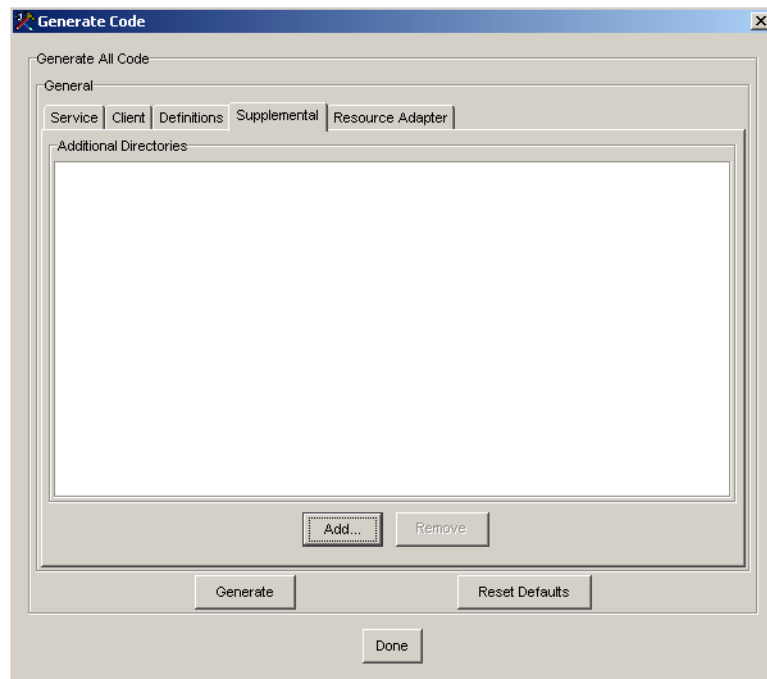 Generate Code
Generate All Code
General
Service Client Definitions Supplemental Resource Adapter
Additional Directories
Add... Remove
Generate Reset Defaults
Done